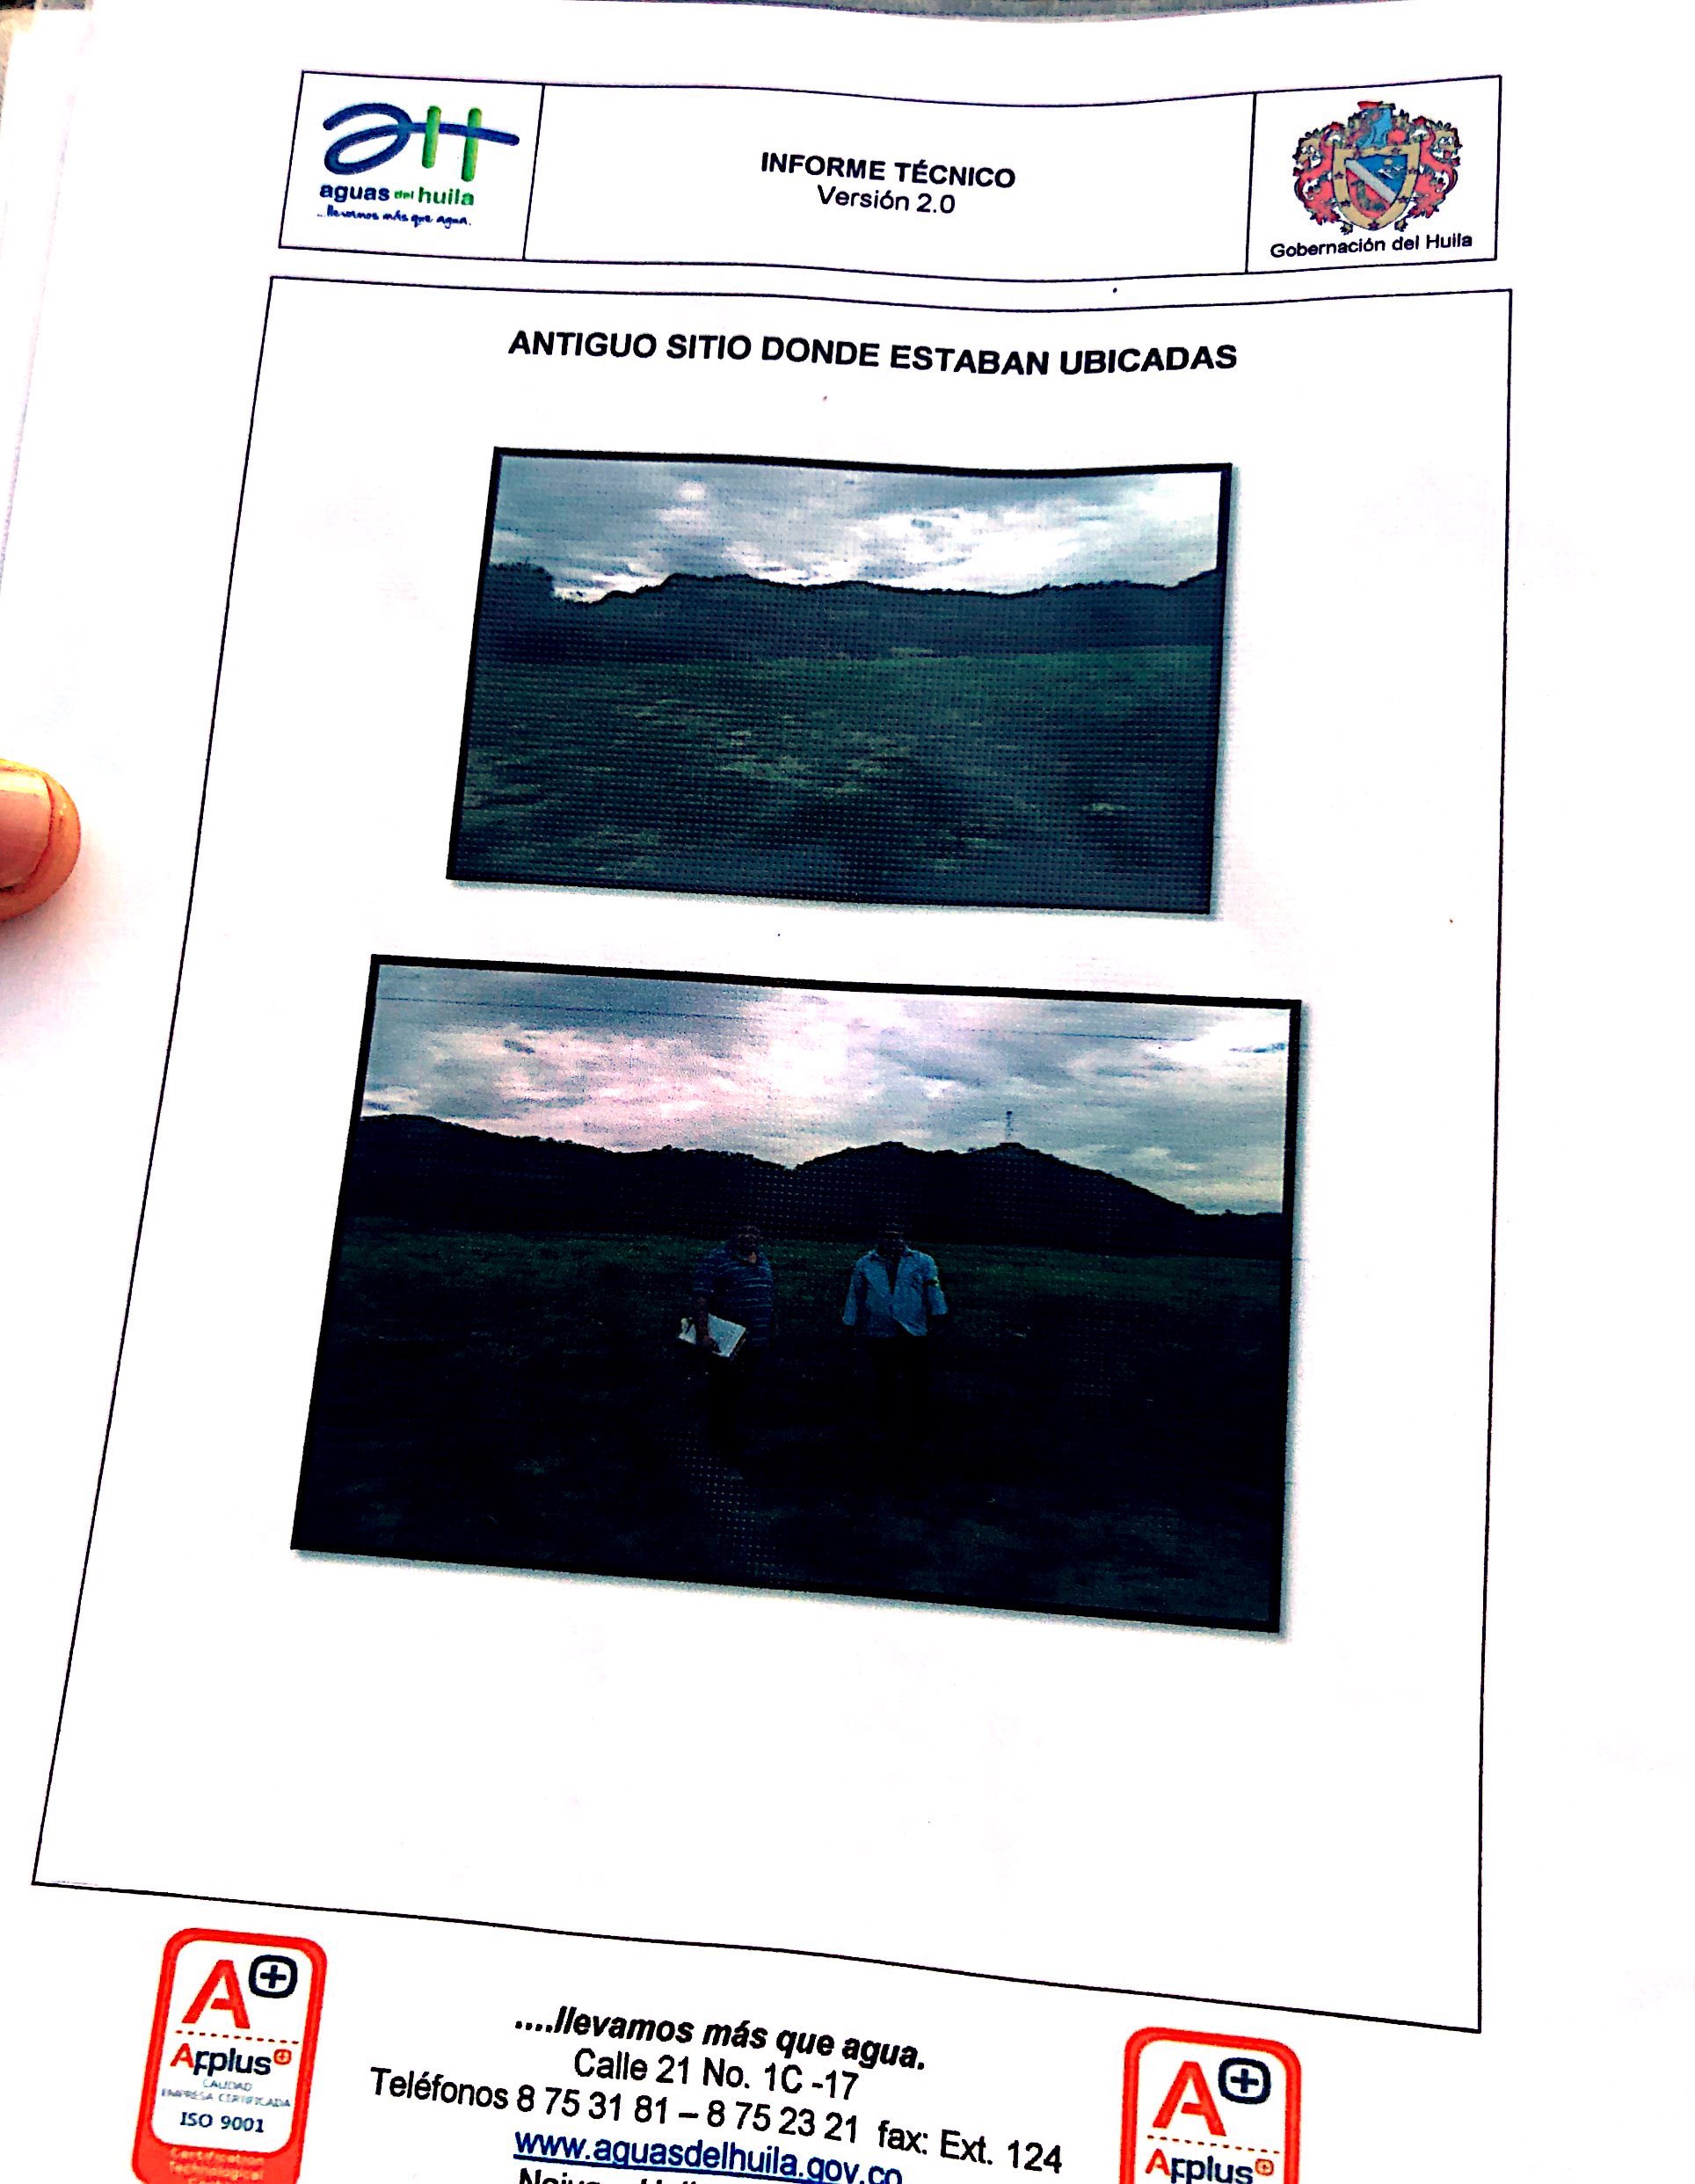 aguas del huila
...llevamos más que agua.
INFORME TÉCNICO
Versión 2.0
Gobernación del Huila
ANTIGUO SITIO DONDE ESTABAN UBICADAS
A+
Applus+
CALIDAD
EMPRESA CERTIFICADA
ISO 9001
Certification
Technological
....llevamos más que agua.
Calle 21 No. 1C -17
Teléfonos 8 75 31 81 – 8 75 23 21 fax: Ext. 124
www.aguasdelhuila.gov.co
A+
Applus+